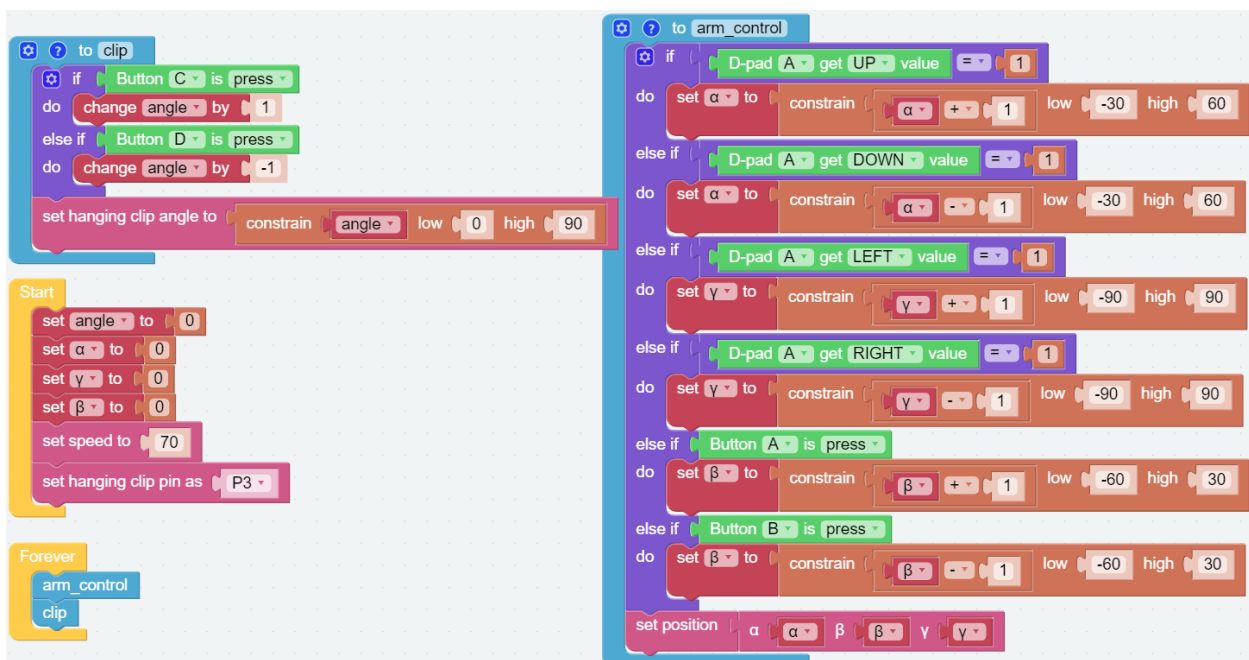 to clip
if Button C is press
do change angle by 1
else if Button D is press
do change angle by -1
set hanging clip angle to constrain angle low 0 high 90
Start
set angle to 0
set α to 0
set γ to 0
set β to 0
set speed to 70
set hanging clip pin as P3
Forever
arm_control
clip
to arm_control
if D-pad A get UP value = 1
do set α to constrain α + 1 low -30 high 60
else if D-pad A get DOWN value = 1
do set α to constrain α - 1 low -30 high 60
else if D-pad A get LEFT value = 1
do set γ to constrain γ + 1 low -90 high 90
else if D-pad A get RIGHT value = 1
do set γ to constrain γ - 1 low -90 high 90
else if Button A is press
do set β to constrain β + 1 low -60 high 30
else if Button B is press
do set β to constrain β - 1 low -60 high 30
set position α α β β γ γ